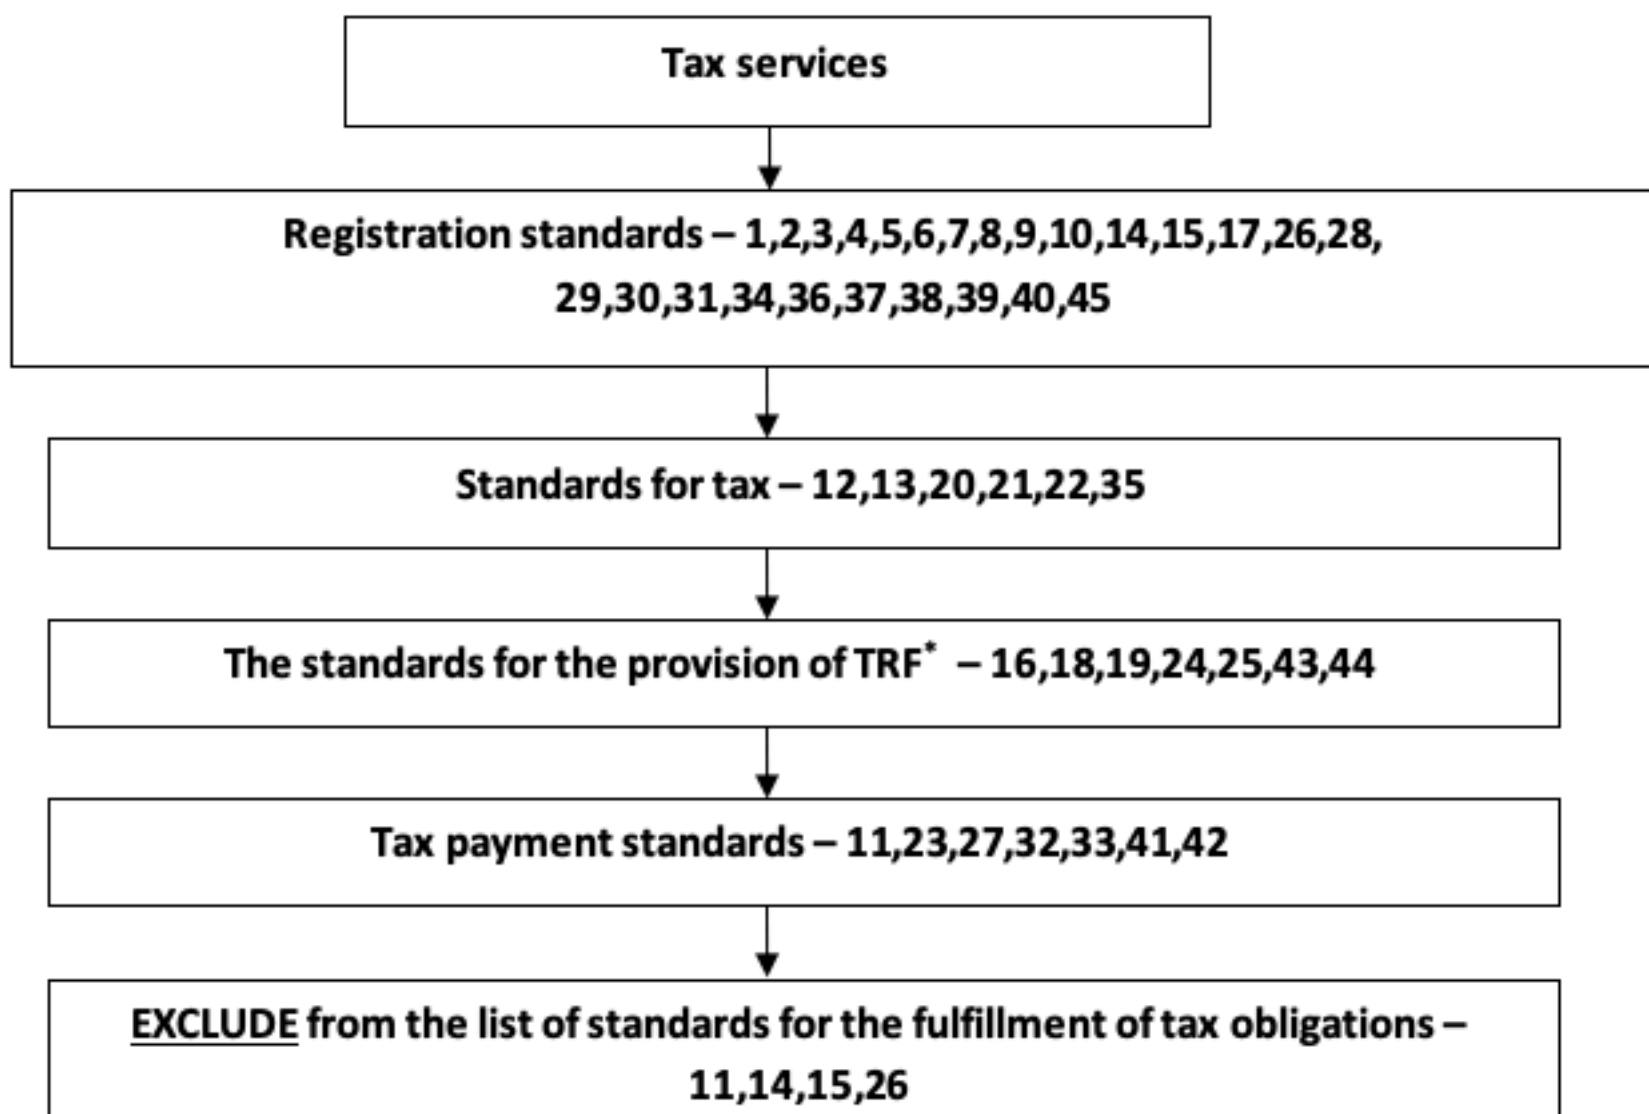 Tax services
Registration standards – 1,2,3,4,5,6,7,8,9,10,14,15,17,26,28,
29,30,31,34,36,37,38,39,40,45
Standards for tax – 12,13,20,21,22,35
The standards for the provision of TRF* – 16,18,19,24,25,43,44
Tax payment standards – 11,23,27,32,33,41,42
EXCLUDE from the list of standards for the fulfillment of tax obligations –
11,14,15,26